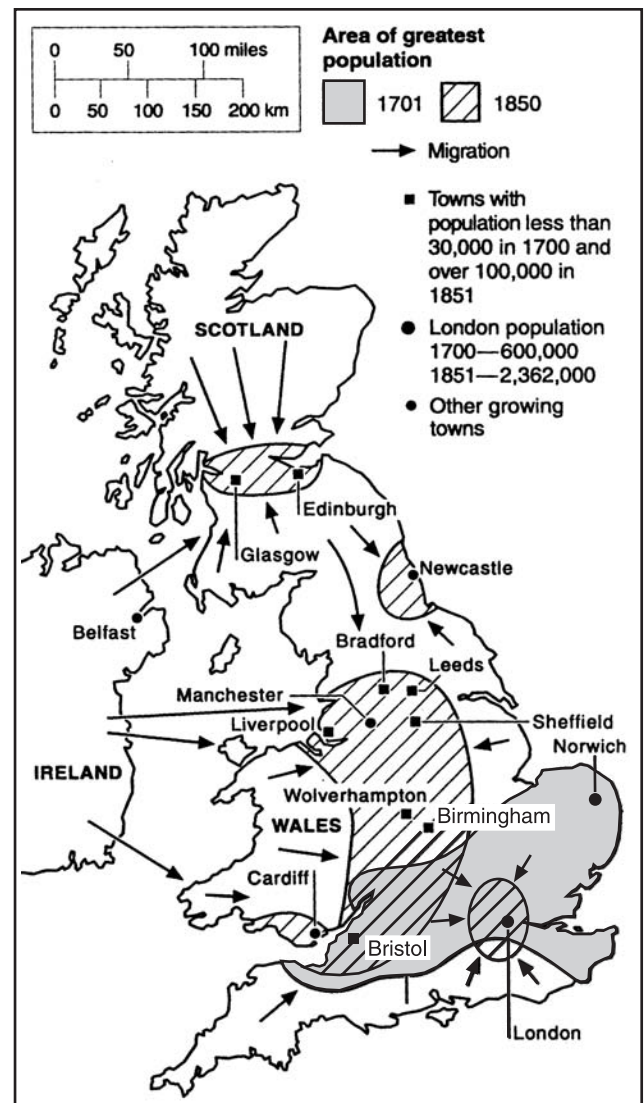 0 50 100 miles
0 50 100 150 200 km
Area of greatest
population
1701
1850
Migration
Towns with
population less than
30,000 in 1700 and
over 100,000 in
1851
London population
1700—600,000
1851—2,362,000
Other growing
towns
SCOTLAND
Edinburgh
Glasgow
Newcastle
Belfast
Bradford
Leeds
Manchester
Liverpool
Sheffield
Norwich
IRELAND
Wolverhampton
Birmingham
WALES
Cardiff
Bristol
London